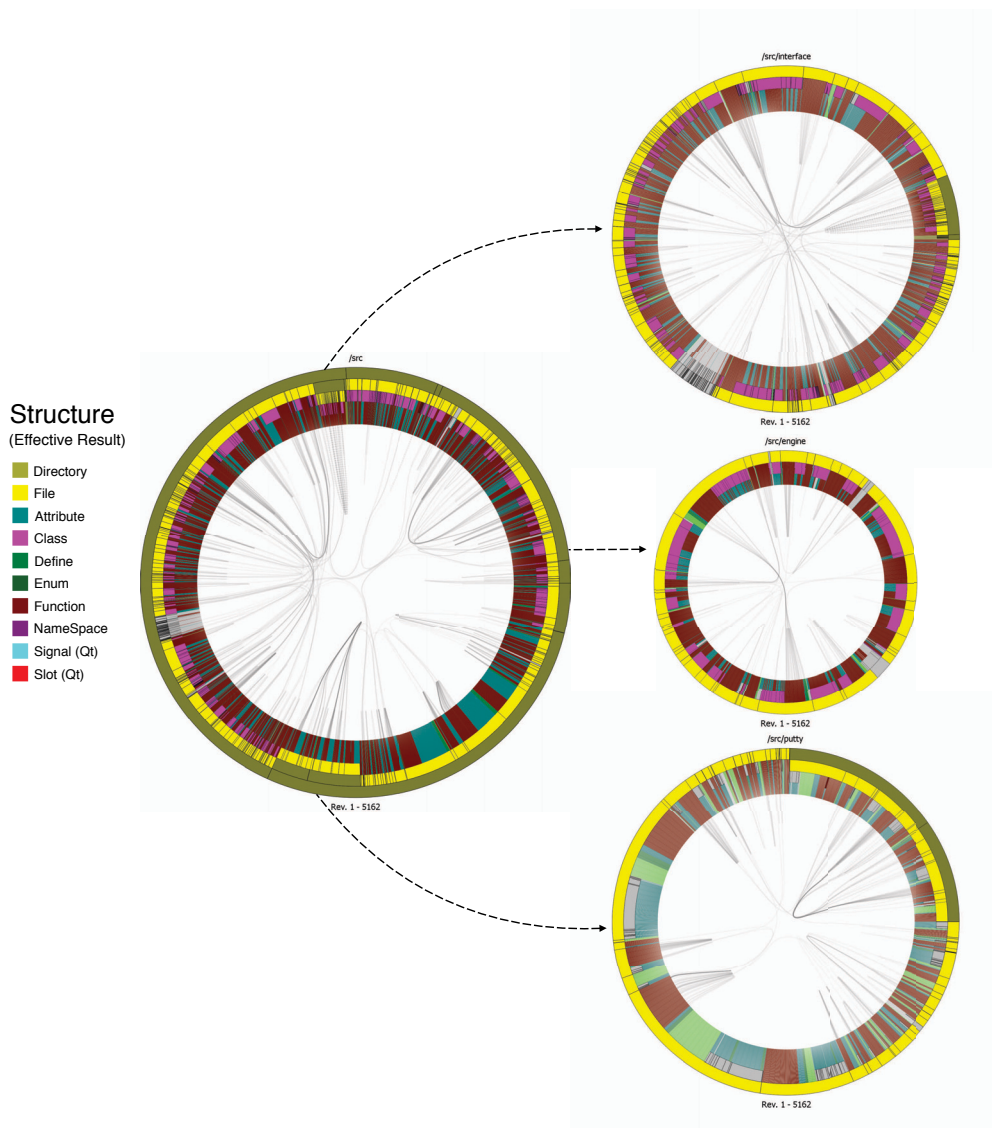 /src/interface
Rev. 1 - 5162
/src
Structure
(Effective Result)
Directory
File
Attribute
Class
Define
Enum
Function
NameSpace
Signal (Qt)
Slot (Qt)
Rev. 1 - 5162
/src/engine
Rev. 1 - 5162
/src/putty
Rev. 1 - 5162